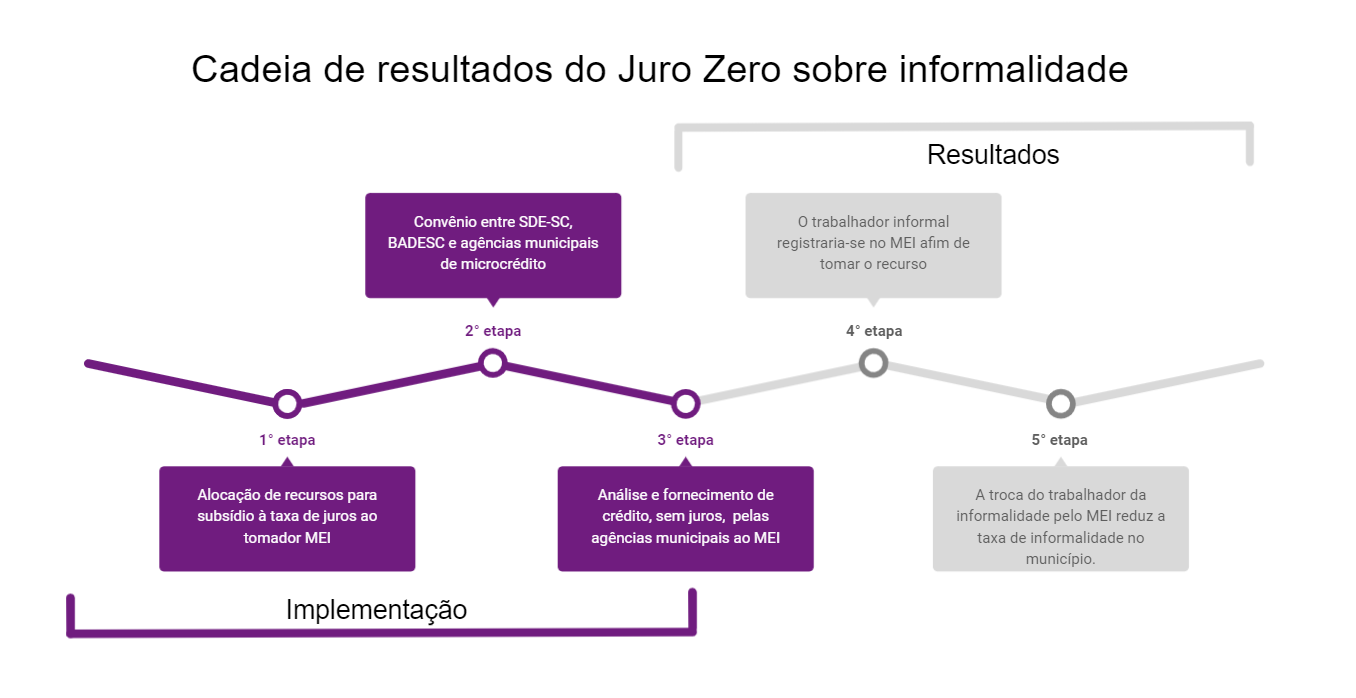 Cadeia de resultados do Juro Zero sobre informalidade
Resultados
Convênio entre SDE-SC,
BADESC e agências municipais
de microcrédito
O trabalhador informal
registraria-se no MEI afim de
tomar o recurso
2° etapa
4° etapa
1° etapa
3° etapa
5° etapa
Alocação de recursos para
subsídio à taxa de juros ao
tomador MEI
Análise e fornecimento de
crédito, sem juros, pelas
agências municipais ao MEI
A troca do trabalhador da
informalidade pelo MEI reduz a
taxa de informalidade no
município.
Implementação